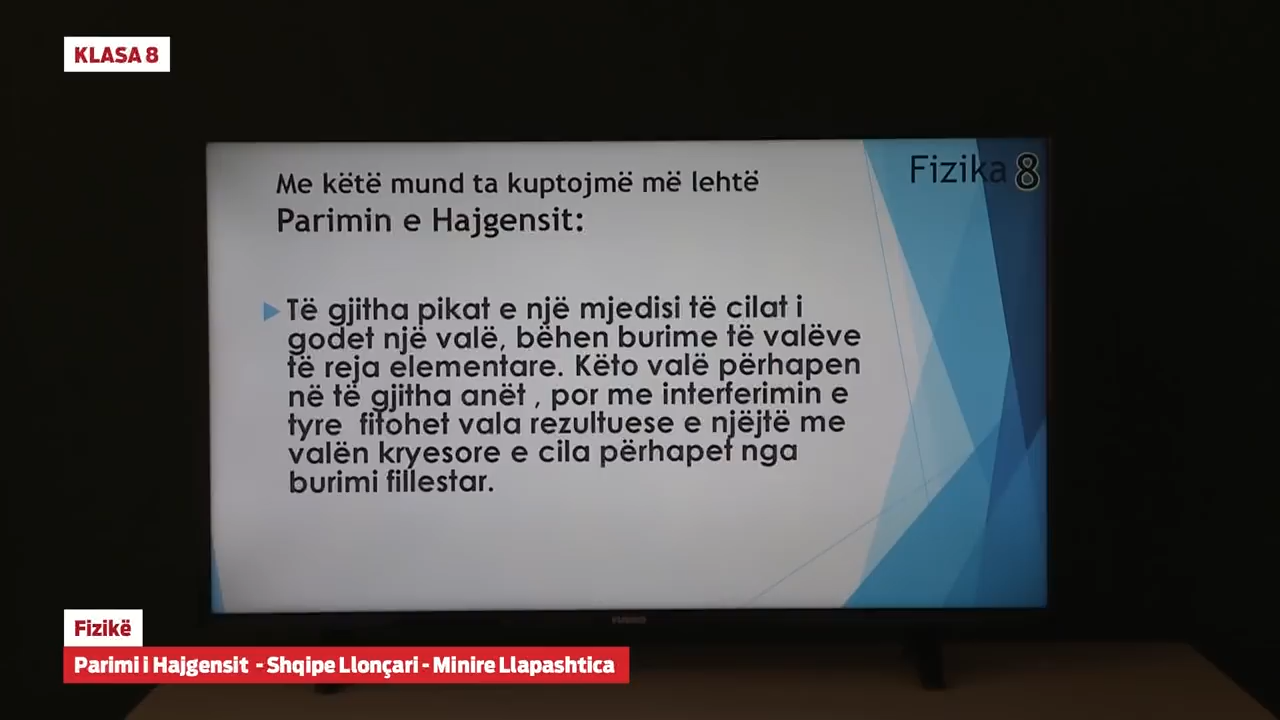 KLASA 8
Fizika 8
Me këtë mund ta kuptojmë më lehtë
Parimin e Hajgensit:
Të gjitha pikat e një mjedisi të cilat i
godet një valë, bëhen burime të valëve
të reja elementare. Këto valë përhapen
në të gjitha anët , por me interferimin e
tyre fitohet vala rezultuese e njëjtë me
valën kryesore e cila përhapet nga
burimi fillestar.
Fizikë
Parimi i Hajgensit - Shqipe Llonçari - Minire Llapashtica